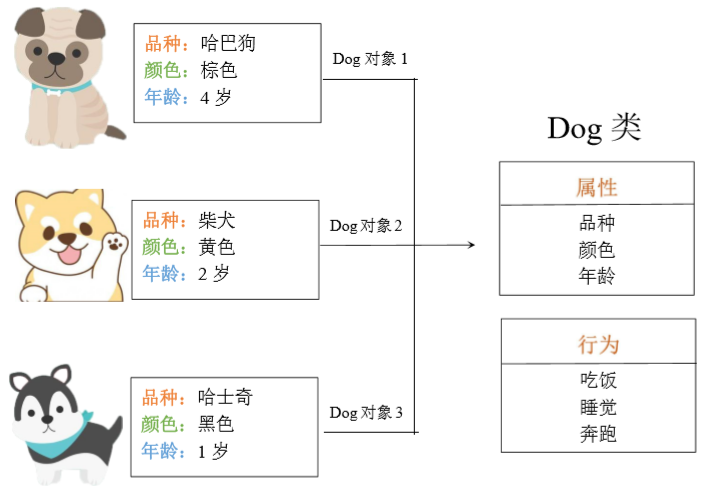 品种：哈巴狗
颜色：棕色
年龄：4 岁
Dog 对象 1
品种：柴犬
颜色：黄色
年龄：2 岁
Dog 对象 2
品种：哈士奇
颜色：黑色
年龄：1 岁
Dog 对象 3
Dog 类
属性
品种
颜色
年龄
行为
吃饭
睡觉
奔跑